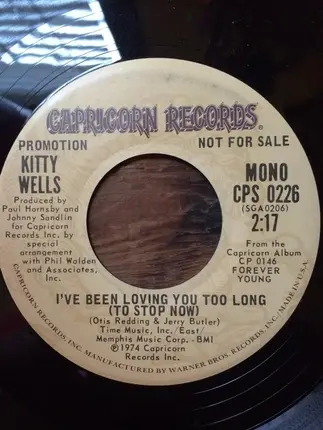 CAPRICORN RECORDS®
PROMOTION
NOT FOR SALE
KITTY
WELLS
Produced by
Paul Hornsby and
Johnny Sandlin
for Capricorn
Records Inc. by
special
arrangement
with Phil Walden
and Associates,
Inc.
MONO
CPS 0226
(SGA0206)
2:17
From the
Capricorn Album
CP 0146
FOREVER
YOUNG
I'VE BEEN LOVING YOU TOO LONG
(TO STOP NOW)
(Otis Redding & Jerry Butler)
Time Music, Inc./East/
Memphis Music Corp. - BMI
℗1974 Capricorn
Records Inc.
CAPRICORN RECORDS, INC., MANUFACTURED BY WARNER BROS. RECORDS INC. MADE IN U.S.A.